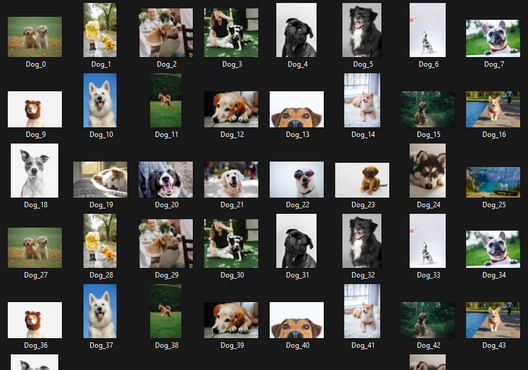 Dog_0 Dog_1 Dog_2 Dog_3 Dog_4 Dog_5 Dog_6 Dog_7
Dog_9 Dog_10 Dog_11 Dog_12 Dog_13 Dog_14 Dog_15 Dog_16
Dog_18 Dog_19 Dog_20 Dog_21 Dog_22 Dog_23 Dog_24 Dog_25
Dog_27 Dog_28 Dog_29 Dog_30 Dog_31 Dog_32 Dog_33 Dog_34
Dog_36 Dog_37 Dog_38 Dog_39 Dog_40 Dog_41 Dog_42 Dog_43